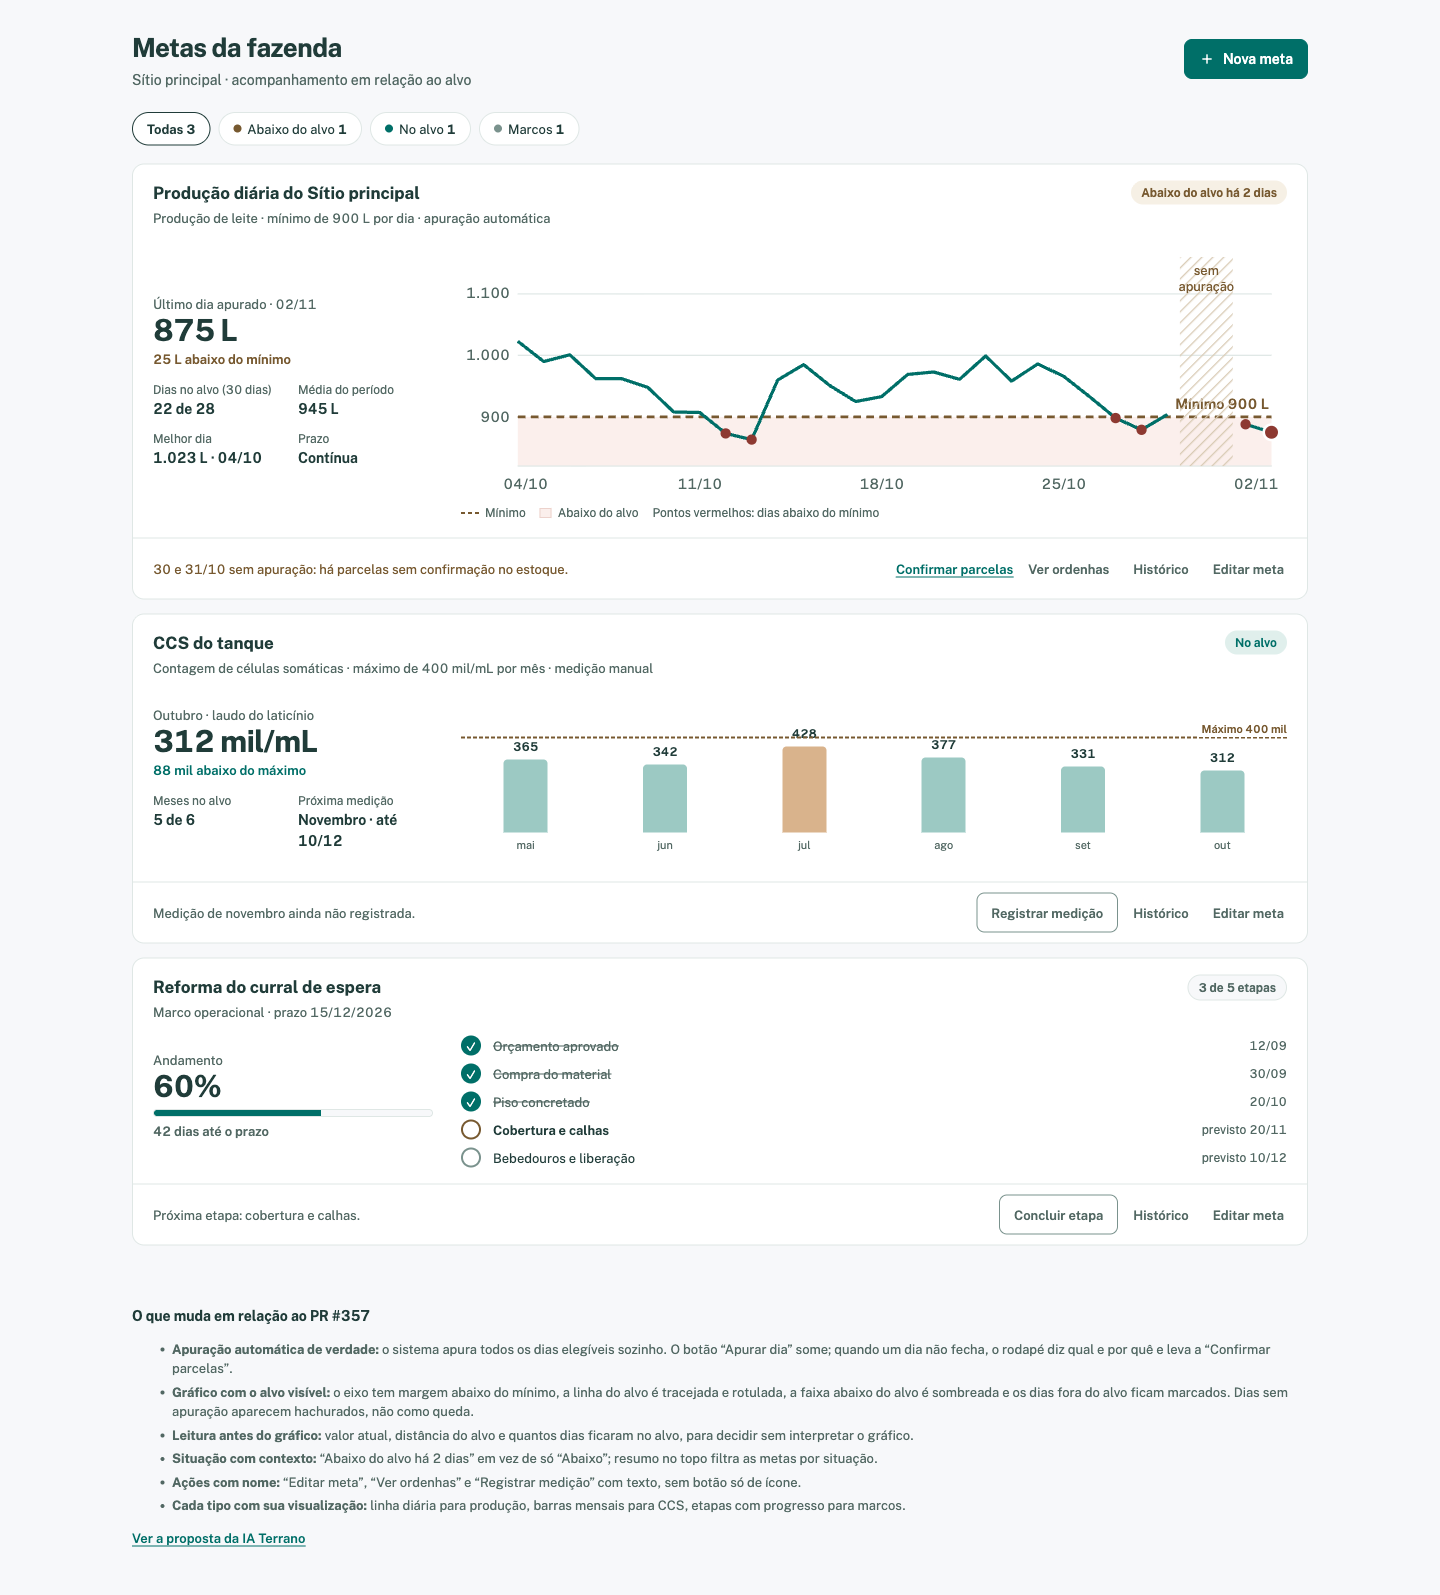 Metas da fazenda
Sítio principal · acompanhamento em relação ao alvo
+ Nova meta
Todas 3
Abaixo do alvo 1
No alvo 1
Marcos 1
Produção diária do Sítio principal
Abaixo do alvo há 2 dias
Produção de leite · mínimo de 900 L por dia · apuração automática
Último dia apurado · 02/11
875 L
25 L abaixo do mínimo
Dias no alvo (30 dias)
22 de 28
Média do período
945 L
Melhor dia
1.023 L · 04/10
Prazo
Contínua
sem
apuração
1.100
1.000
900
Mínimo 900 L
04/10
11/10
18/10
25/10
02/11
Mínimo
Abaixo do alvo
Pontos vermelhos: dias abaixo do mínimo
30 e 31/10 sem apuração: há parcelas sem confirmação no estoque.
Confirmar parcelas
Ver ordenhas
Histórico
Editar meta
CCS do tanque
No alvo
Contagem de células somáticas · máximo de 400 mil/mL por mês · medição manual
Outubro · laudo do laticínio
312 mil/mL
88 mil abaixo do máximo
Meses no alvo
5 de 6
Próxima medição
Novembro · até
10/12
Máximo 400 mil
365
342
428
377
331
312
mai
jun
jul
ago
set
out
Medição de novembro ainda não registrada.
Registrar medição
Histórico
Editar meta
Reforma do curral de espera
3 de 5 etapas
Marco operacional · prazo 15/12/2026
Andamento
60%
42 dias até o prazo
Orçamento aprovado
12/09
Compra do material
30/09
Piso concretado
20/10
Cobertura e calhas
previsto 20/11
Bebedouros e liberação
previsto 10/12
Próxima etapa: cobertura e calhas.
Concluir etapa
Histórico
Editar meta
O que muda em relação ao PR #357
• Apuração automática de verdade: o sistema apura todos os dias elegíveis sozinho. O botão “Apurar dia” some; quando um dia não fecha, o rodapé diz qual e por quê e leva a “Confirmar
parcelas”.
• Gráfico com o alvo visível: o eixo tem margem abaixo do mínimo, a linha do alvo é tracejada e rotulada, a faixa abaixo do alvo é sombreada e os dias fora do alvo ficam marcados. Dias sem
apuração aparecem hachurados, não como queda.
• Leitura antes do gráfico: valor atual, distância do alvo e quantos dias ficaram no alvo, para decidir sem interpretar o gráfico.
• Situação com contexto: “Abaixo do alvo há 2 dias” em vez de só “Abaixo”; resumo no topo filtra as metas por situação.
• Ações com nome: “Editar meta”, “Ver ordenhas” e “Registrar medição” com texto, sem botão só de ícone.
• Cada tipo com sua visualização: linha diária para produção, barras mensais para CCS, etapas com progresso para marcos.
Ver a proposta da IA Terrano